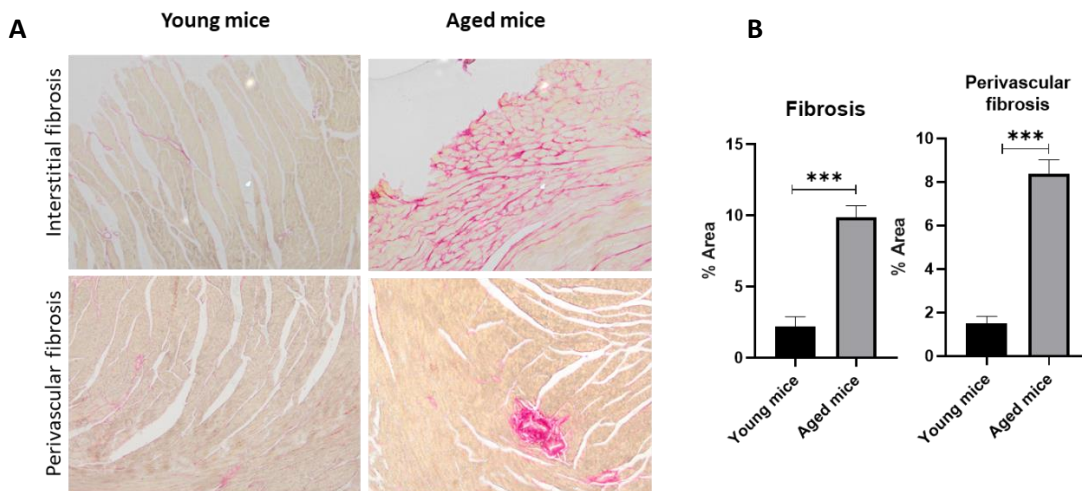 A
Young mice
Aged mice
Interstitial fibrosis
Perivascular fibrosis
B
Fibrosis
% Area
15
10
5
0
***
Young mice
Aged mice
Perivascular
fibrosis
% Area
10
8
6
4
2
0
***
Young mice
Aged mice